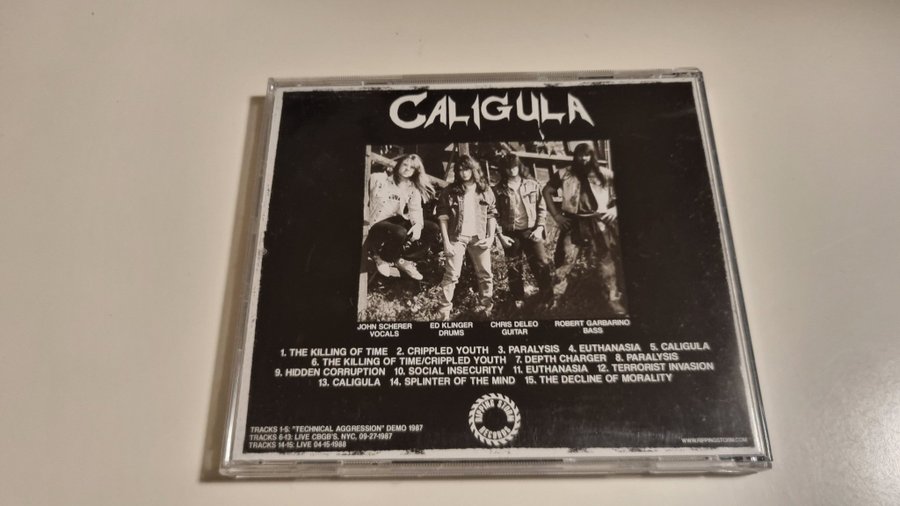 CALIGULA
JOHN SCHERER ED KLINGER CHRIS DELEO ROBERT GARBARINO
VOCALS DRUMS GUITAR BASS
1. THE KILLING OF TIME 2. CRIPPLED YOUTH 3. PARALYSIS 4. EUTHANASIA 5. CALIGULA
6. THE KILLING OF TIME/CRIPPLED YOUTH 7. DEPTH CHARGER 8. PARALYSIS
9. HIDDEN CORRUPTION 10. SOCIAL INSECURITY 11. EUTHANASIA 12. TERRORIST INVASION
13. CALIGULA 14. SPLINTER OF THE MIND 15. THE DECLINE OF MORALITY
RIPPING STORM RECORDS
TRACKS 1-5: "TECHNICAL AGGRESSION" DEMO 1987
TRACKS 6-13: LIVE CBGB'S, NYC, 09-27-1987
TRACKS 14-15: LIVE 04-15-1988
WWW.RIPPINGSTORM.COM